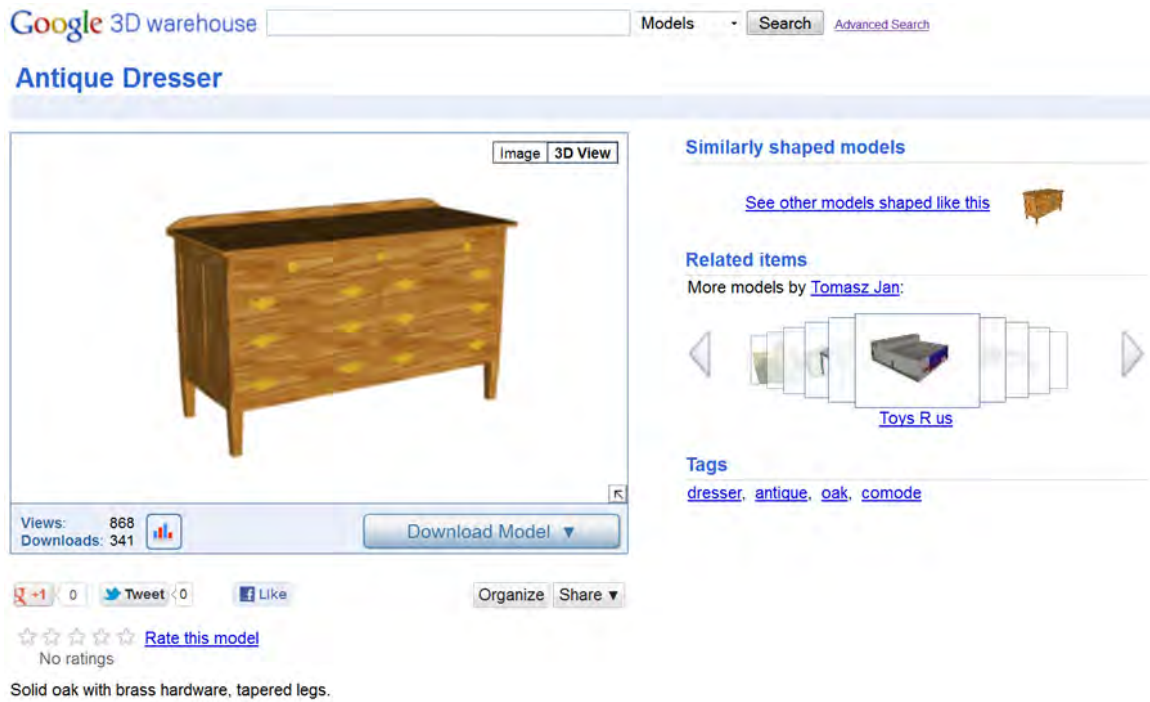 Google 3D warehouse Models Search Advanced Search
Antique Dresser
Image 3D View
Views: 868
Downloads: 341
Download Model ▼
+1 0 Tweet 0 Like Organize Share ▼
Rate this model
No ratings
Solid oak with brass hardware, tapered legs.
Similarly shaped models
See other models shaped like this
Related items
More models by Tomasz Jan:
Toys R us
Tags
dresser, antique, oak, comode